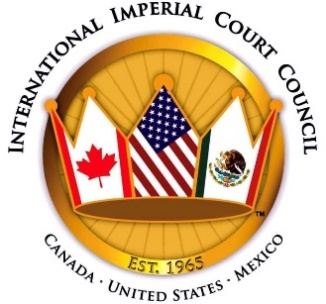 INTERNATIONAL IMPERIAL COURT COUNCIL
TM
EST. 1965
CANADA · UNITED STATES · MEXICO